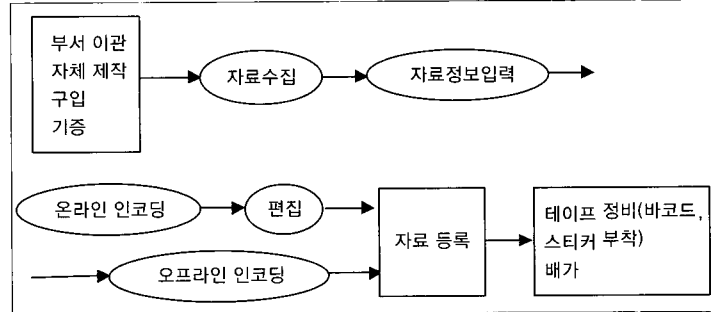 부서 이관
자체 제작
구입
기증
자료수집
자료정보입력
온라인 인코딩
편집
오프라인 인코딩
자료 등록
테이프 정비(바코드,
스티커 부착)
배가